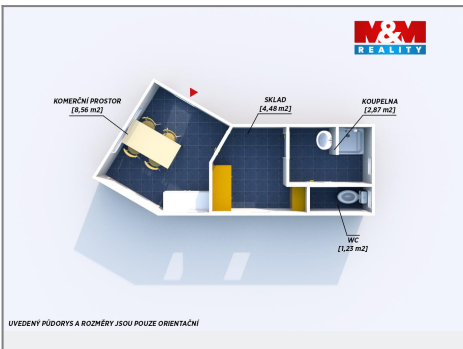 M&M
REALITY
KOMERČNÍ PROSTOR
[8,56 m2]
SKLAD
[4,48 m2]
KOUPELNA
[2,87 m2]
WC
[1,23 m2]
UVEDENÝ PŮDORYS A ROZMĚRY JSOU POUZE ORIENTAČNÍ